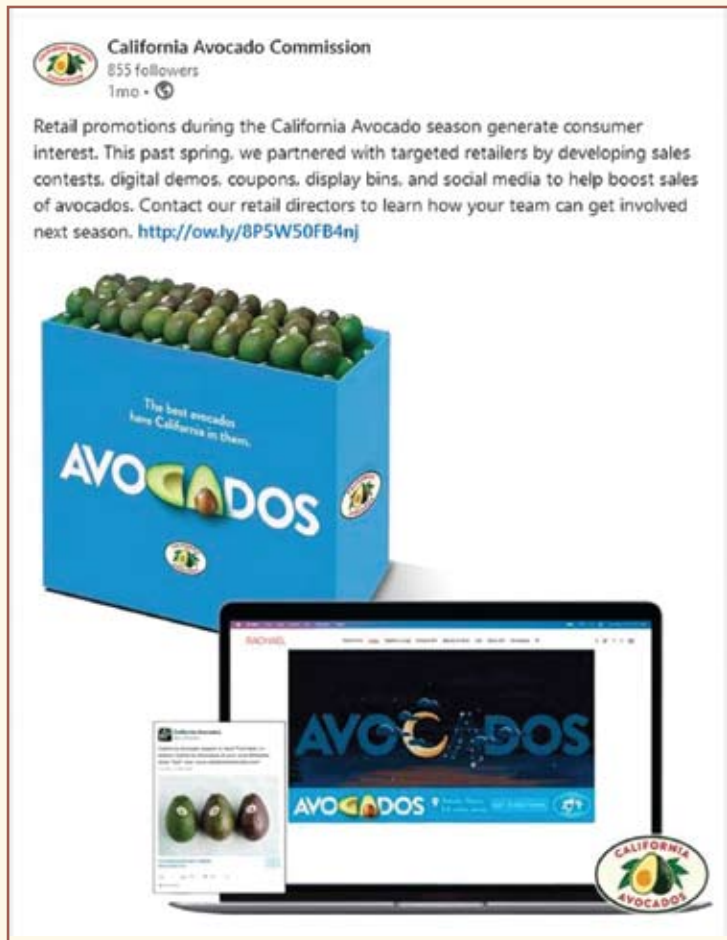 California Avocado Commission
855 followers
1mo •
Retail promotions during the California Avocado season generate consumer
interest. This past spring, we partnered with targeted retailers by developing sales
contests, digital demos, coupons, display bins, and social media to help boost sales
of avocados. Contact our retail directors to learn how your team can get involved
next season. http://ow.ly/8P5W50FB4nj
The best avocados
have California in them.
AVOCADOS
RACHAEL
AVOCADOS
California Avocados
AVOCADOS
CALIFORNIA
AVOCADOS